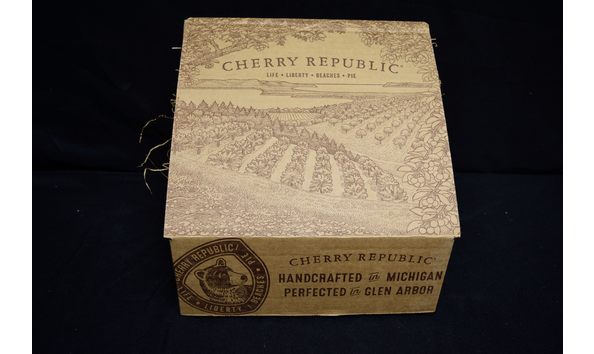 CHERRY REPUBLIC
LIFE • LIBERTY • BEACHES • PIE
CHERRY REPUBLIC
HANDCRAFTED in MICHIGAN
PERFECTED in GLEN ARBOR
CHERRY REPUBLIC
LIFE • LIBERTY • BEACHES • PIE